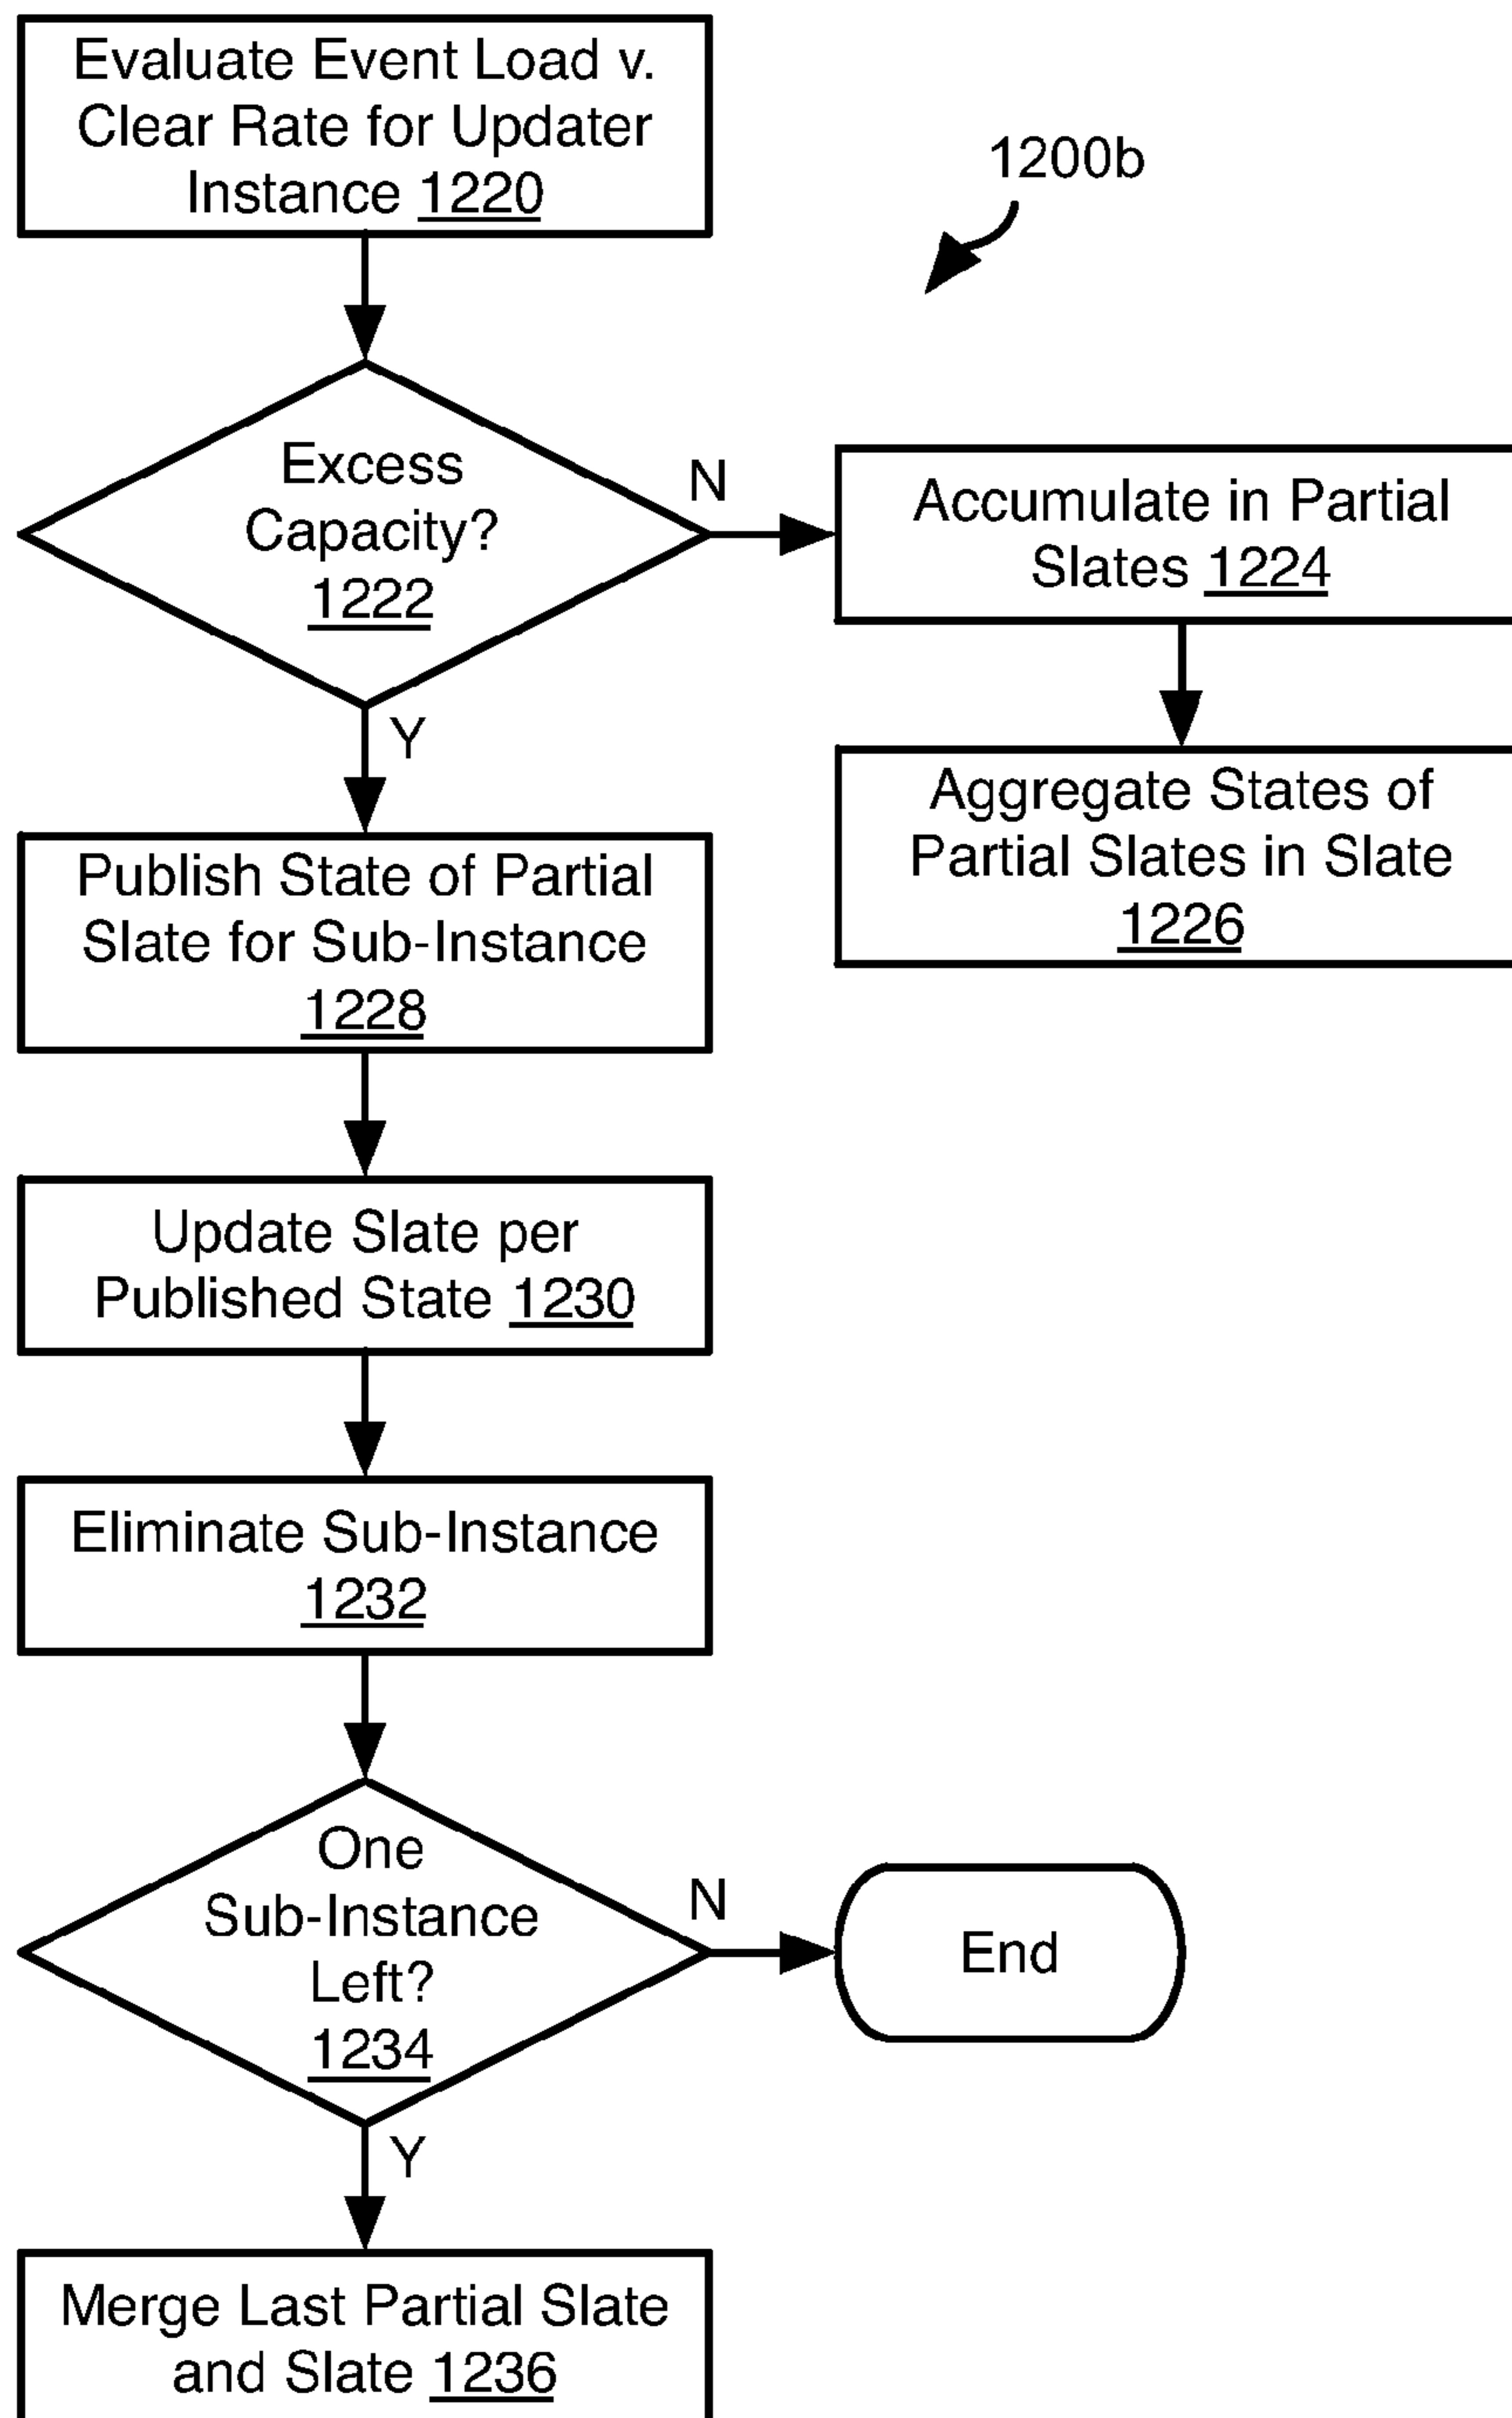 Evaluate Event Load v.
Clear Rate for Updater
Instance 1220
1200b
Excess
Capacity?
1222
N
Accumulate in Partial
Slates 1224
Y
Aggregate States of
Partial Slates in Slate
1226
Publish State of Partial
Slate for Sub-Instance
1228
Update Slate per
Published State 1230
Eliminate Sub-Instance
1232
One
Sub-Instance
Left?
1234
N
End
Y
Merge Last Partial Slate
and Slate 1236